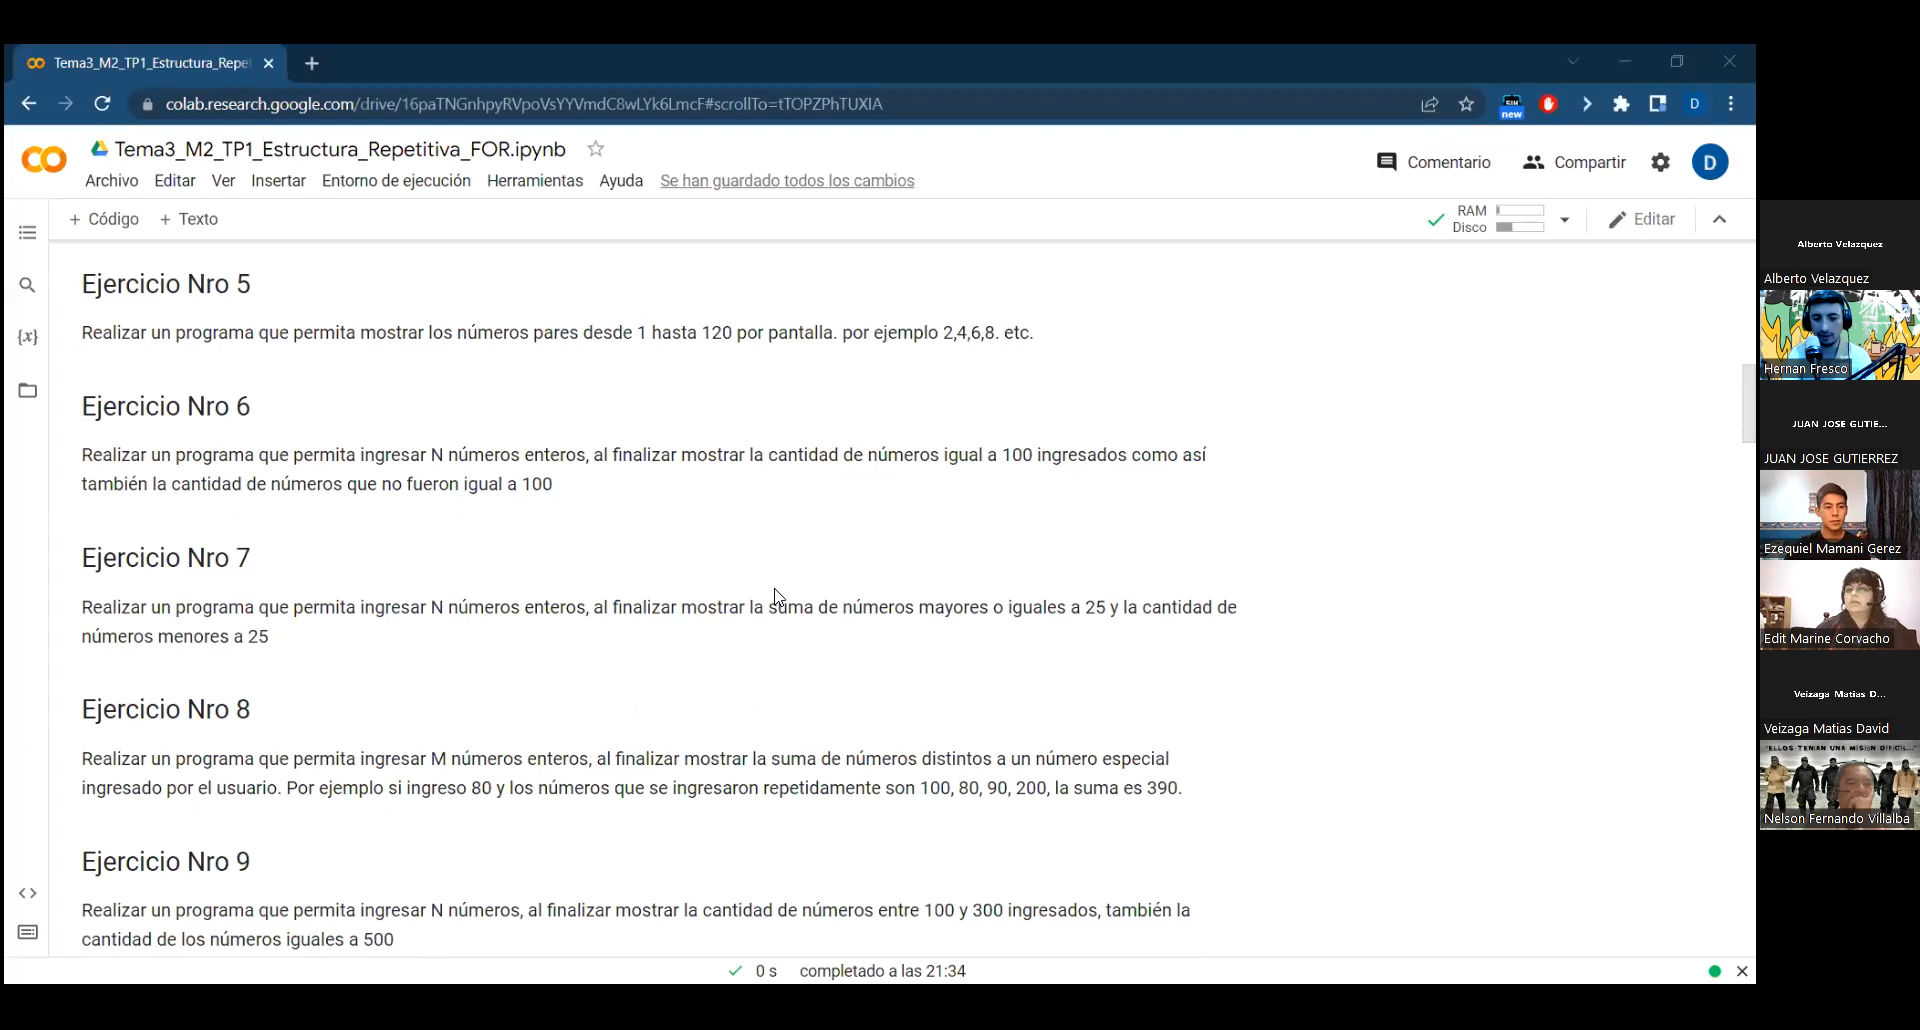 Tema3_M2_TP1_Estructura_Repe
colab.research.google.com/drive/16paTNGnhpyRVpoVsYYVmdC8wLYk6LmcF#scrollTo=tTOPZPhTUXIA
new
D
Tema3_M2_TP1_Estructura_Repetitiva_FOR.ipynb
Comentario
Compartir
D
Archivo Editar Ver Insertar Entorno de ejecución Herramientas Ayuda Se han guardado todos los cambios
+ Código + Texto
RAM
Disco
Editar
Ejercicio Nro 5
Realizar un programa que permita mostrar los números pares desde 1 hasta 120 por pantalla. por ejemplo 2,4,6,8. etc.
Ejercicio Nro 6
Realizar un programa que permita ingresar N números enteros, al finalizar mostrar la cantidad de números igual a 100 ingresados como así
también la cantidad de números que no fueron igual a 100
Ejercicio Nro 7
Realizar un programa que permita ingresar N números enteros, al finalizar mostrar la suma de números mayores o iguales a 25 y la cantidad de
números menores a 25
Ejercicio Nro 8
Realizar un programa que permita ingresar M números enteros, al finalizar mostrar la suma de números distintos a un número especial
ingresado por el usuario. Por ejemplo si ingreso 80 y los números que se ingresaron repetidamente son 100, 80, 90, 200, la suma es 390.
Ejercicio Nro 9
Realizar un programa que permita ingresar N números, al finalizar mostrar la cantidad de números entre 100 y 300 ingresados, también la
cantidad de los números iguales a 500
0 s completado a las 21:34
Alberto Velazquez
Alberto Velazquez
Hernan Fresco
JUAN JOSE GUTIE...
JUAN JOSE GUTIERREZ
Ezequiel Mamani Gerez
Edit Marine Corvacho
Veizaga Matias D...
Veizaga Matias David
"ELLOS TENIAN UNA MISION DIFICIL..."
Nelson Fernando Villalba